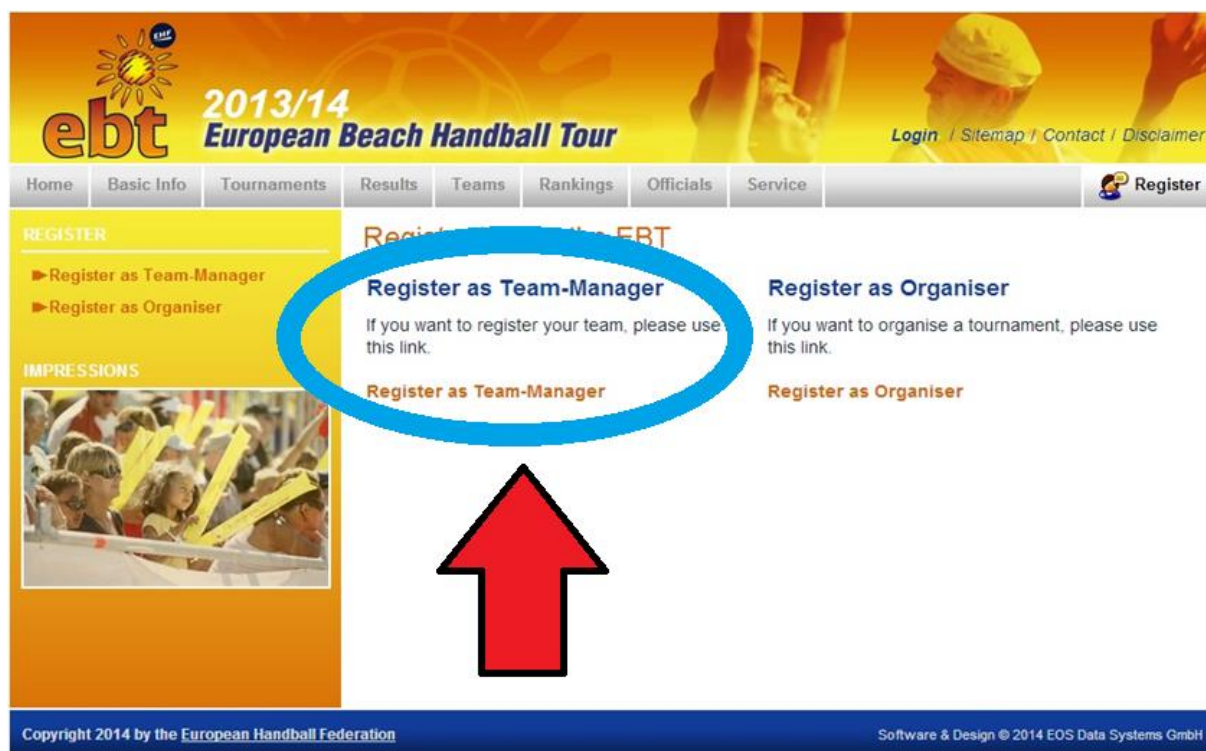 EHF
ebt
2013/14
European Beach Handball Tour
Login / Sitemap / Contact / Disclaimer
Home Basic Info Tournaments Results Teams Rankings Officials Service Register
REGISTER
Register as Team-Manager
Register as Organiser
IMPRESSIONS
EBT
Register as Team-Manager
If you want to register your team, please use
this link.
Register as Team-Manager
Register as Organiser
If you want to organise a tournament, please use
this link.
Register as Organiser
Copyright 2014 by the European Handball Federation
Software & Design © 2014 EOS Data Systems GmbH